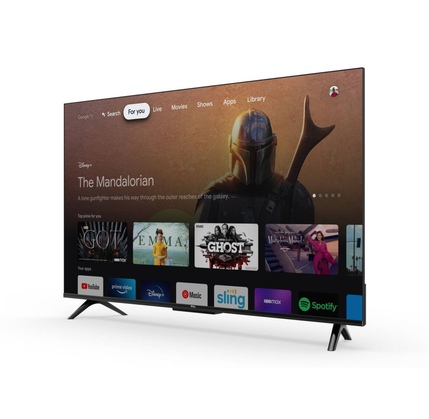 Google TV
Search
For you
Live
Movies
Shows
Apps
Library
Disney+
The Mandalorian
A lone gunfighter makes his way through the outer reaches of the galaxy.
Top picks for you
EMMA.
GHOST
Your apps
YouTube
prime video
Disney+
Music
sling
HBO max
Spotify